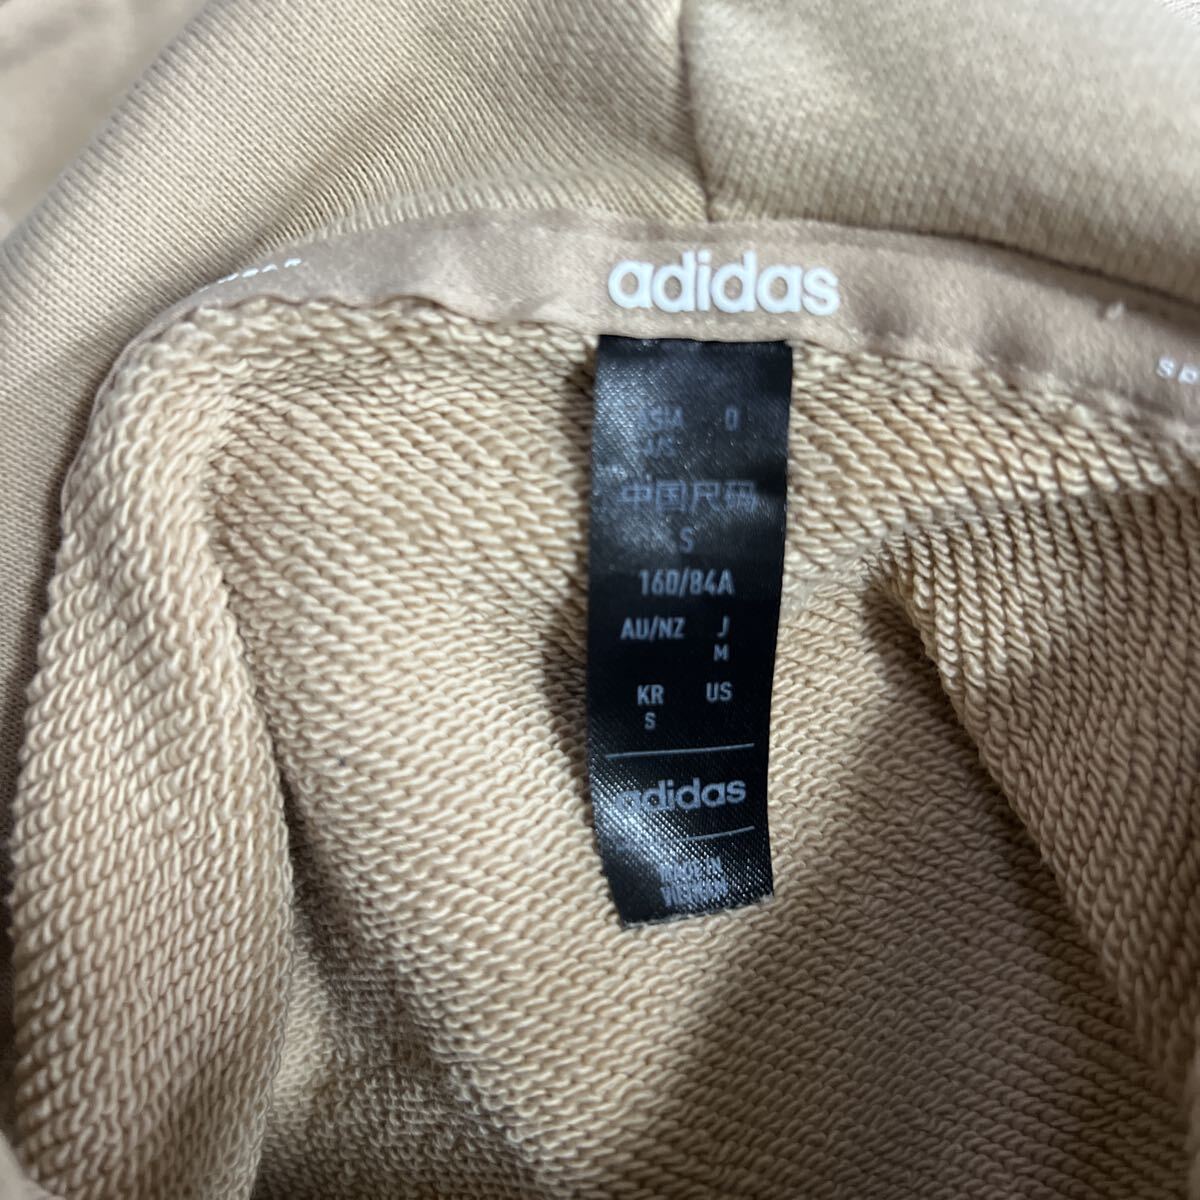 adidas
ASIA O
中国尺码
S
160/84A
AU/NZ J
M
KR US
S
adidas
MADE IN
VIETNAM